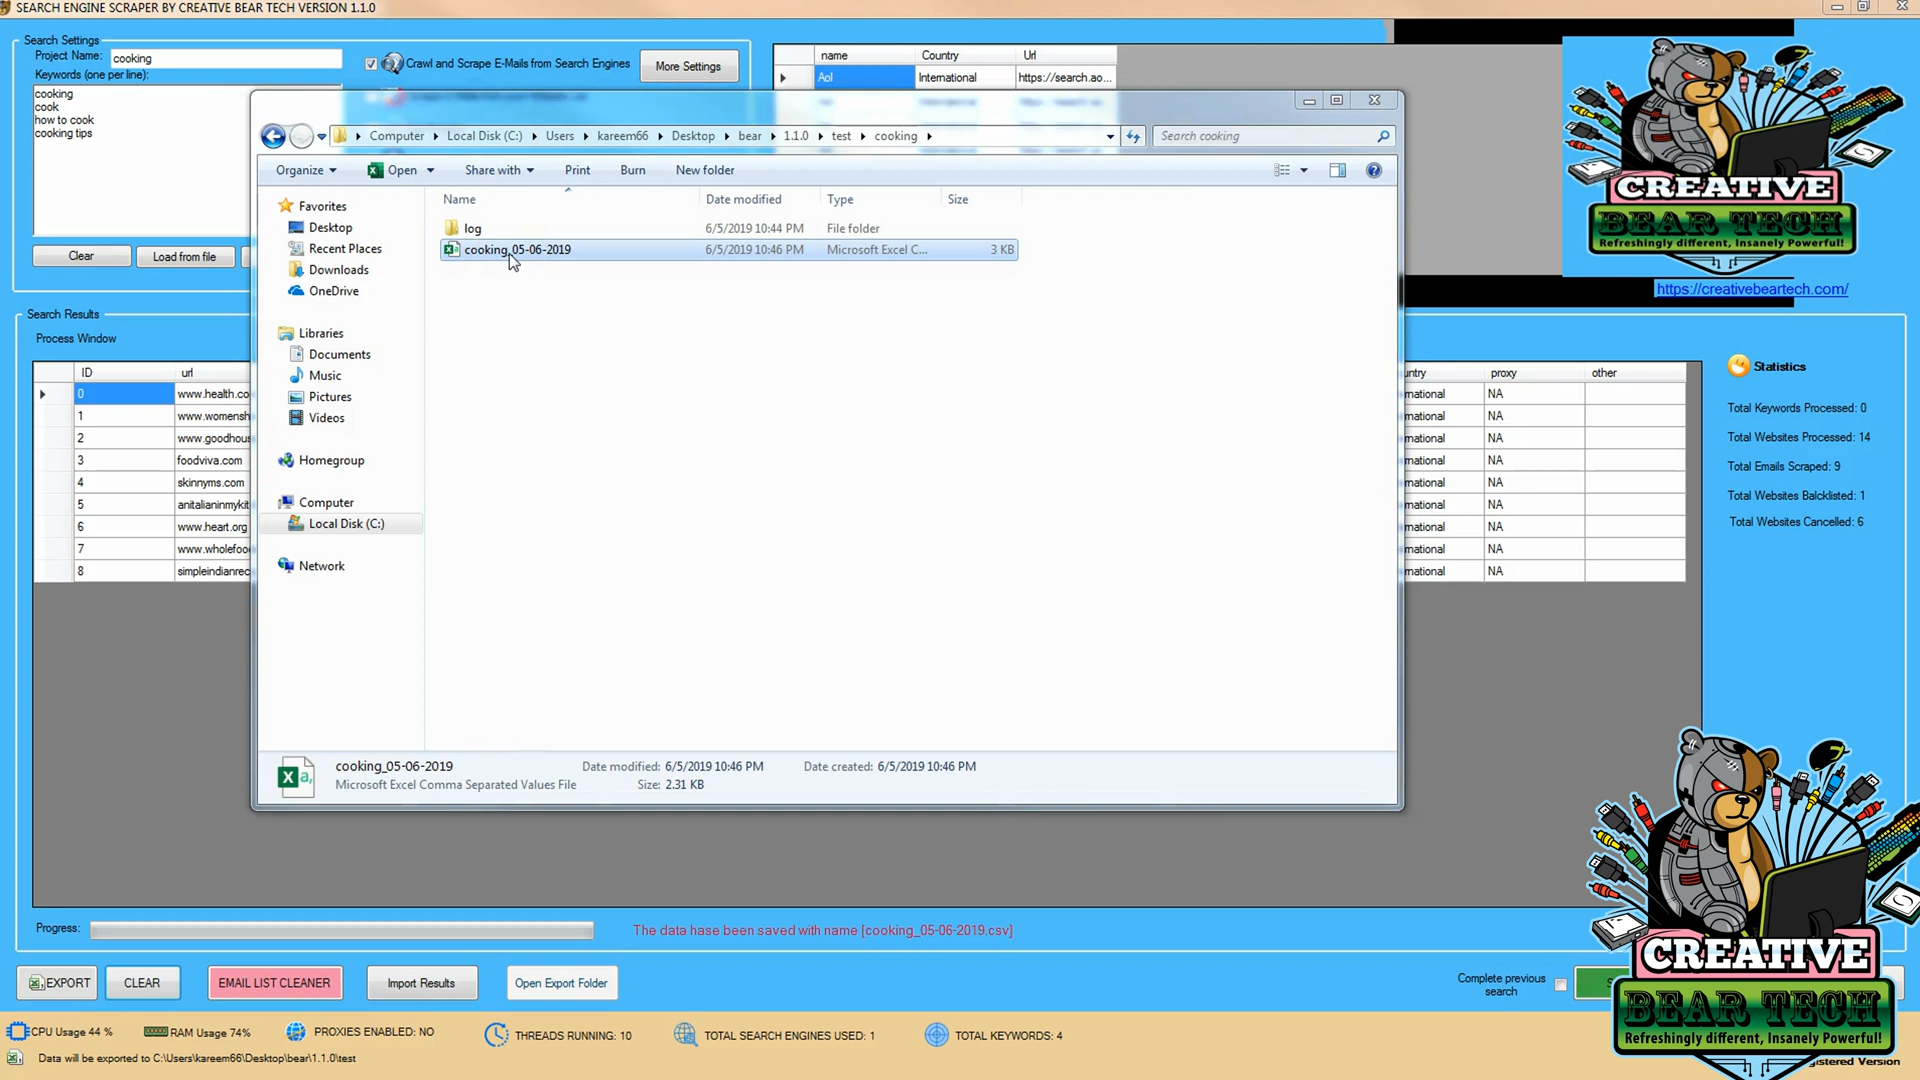 SEARCH ENGINE SCRAPER BY CREATIVE BEAR TECH VERSION 1.1.0
Search Settings
Project Name: cooking
Keywords (one per line):
cooking
cook
how to cook
cooking tips
Crawl and Scrape E-Mails from Search Engines
More Settings
name Country Url
Aol International https://search.ao...
Clear
Load from file
Computer Local Disk (C:) Users kareem66 Desktop bear 1.1.0 test cooking
Search cooking
Organize Open Share with Print Burn New folder
Name Date modified Type Size
log 6/5/2019 10:44 PM File folder
cooking_05-06-2019 6/5/2019 10:46 PM Microsoft Excel C... 3 KB
Favorites
Desktop
Recent Places
Downloads
OneDrive
Libraries
Documents
Music
Pictures
Videos
Homegroup
Computer
Local Disk (C:)
Network
cooking_05-06-2019 Date modified: 6/5/2019 10:46 PM Date created: 6/5/2019 10:46 PM
Microsoft Excel Comma Separated Values File Size: 2.31 KB
CREATIVE
BEAR TECH
Refreshingly different, Insanely Powerful!
https://creativebeartech.com/
Search Results
Process Window
ID url ntry proxy other
0 www.health.co mational NA
1 www.womensh mational NA
2 www.goodhous mational NA
3 foodviva.com mational NA
4 skinnyms.com mational NA
5 anitalianinmykit mational NA
6 www.heart.org mational NA
7 www.wholefoo mational NA
8 simpleindianrec mational NA
Statistics
Total Keywords Processed: 0
Total Websites Processed: 14
Total Emails Scraped: 9
Total Websites Balcklisted: 1
Total Websites Cancelled: 6
Progress:
The data hase been saved with name [cooking_05-06-2019.csv]
EXPORT
CLEAR
EMAIL LIST CLEANER
Import Results
Open Export Folder
Complete previous
search
CREATIVE
BEAR TECH
Refreshingly different, Insanely Powerful!
CPU Usage 44 %
RAM Usage 74%
PROXIES ENABLED: NO
THREADS RUNNING: 10
TOTAL SEARCH ENGINES USED: 1
TOTAL KEYWORDS: 4
Data will be exported to C:\Users\kareem66\Desktop\bear\1.1.0\test
gistered Version